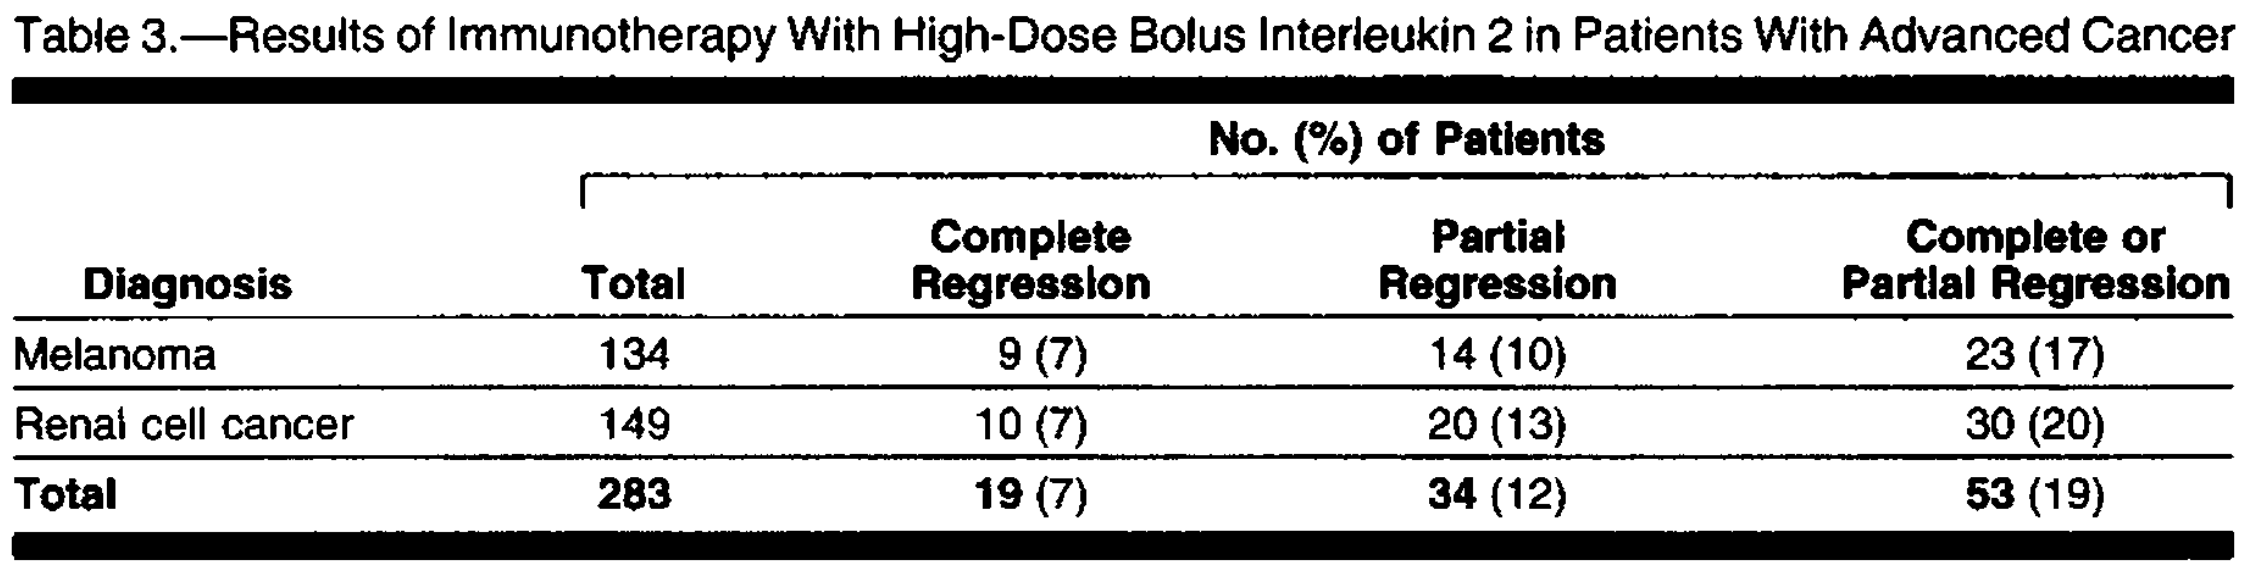 Table 3.—Results of Immunotherapy With High-Dose Bolus Interleukin 2 in Patients With Advanced Cancer
No. (%) of Patients
Complete Partial Complete or
Diagnosis Total Regression Regression Partial Regression
Melanoma 134 9 (7) 14 (10) 23 (17)
Renal cell cancer 149 10 (7) 20 (13) 30 (20)
Total 283 19 (7) 34 (12) 53 (19)